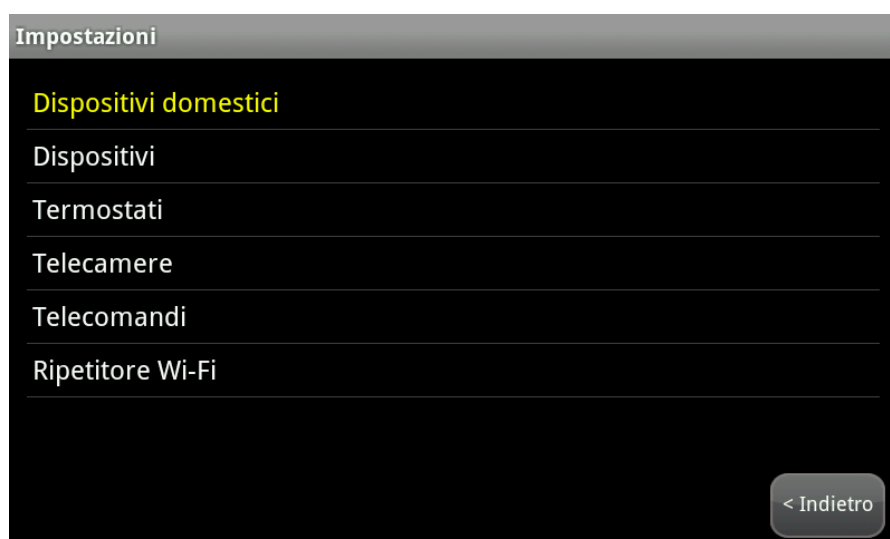 Impostazioni
Dispositivi domestici
Dispositivi
Termostati
Telecamere
Telecomandi
Ripetitore Wi-Fi
< Indietro